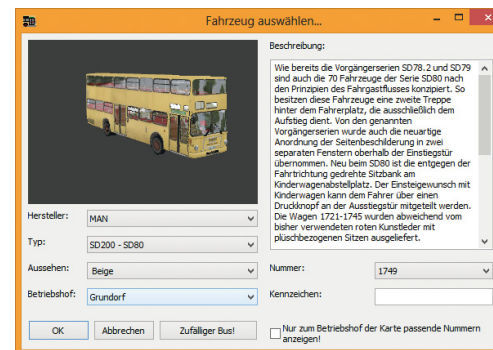 Fahrzeug auswählen...
Beschreibung:
Wie bereits die Vorgängerserien SD78.2 und SD79
sind auch die 70 Fahrzeuge der Serie SD80 nach
den Prinzipien des Fahrgastflusses konzipiert. So
besitzen diese Fahrzeuge eine zweite Treppe
hinter dem Fahrerplatz, die ausschließlich dem
Aufstieg dient. Von den genannten
Vorgängerserien wurde auch die neuartige
Anordnung der Seitenbeschilderung in zwei
separaten Fenstern oberhalb der Einstiegstür
übernommen. Neu beim SD80 ist die entgegen der
Fahrtrichtung gedrehte Sitzbank am
Kinderwagenabstellplatz. Der Einsteigewunsch mit
Kinderwagen kann dem Fahrer über einen
Druckknopf an der Ausstiegstür mitgeteilt werden.
Die Wagen 1721-1745 wurden abweichend vom
bisher verwendeten roten Kunstleder mit
plüschbezogenen Sitzen ausgeliefert.
Hersteller: MAN
Typ: SD200 - SD80
Aussehen: Beige
Nummer: 1749
Betriebshof: Grundorf
Kennzeichen:
OK
Abbrechen
Zufälliger Bus!
Nur zum Betriebshof der Karte passende Nummern
anzeigen!